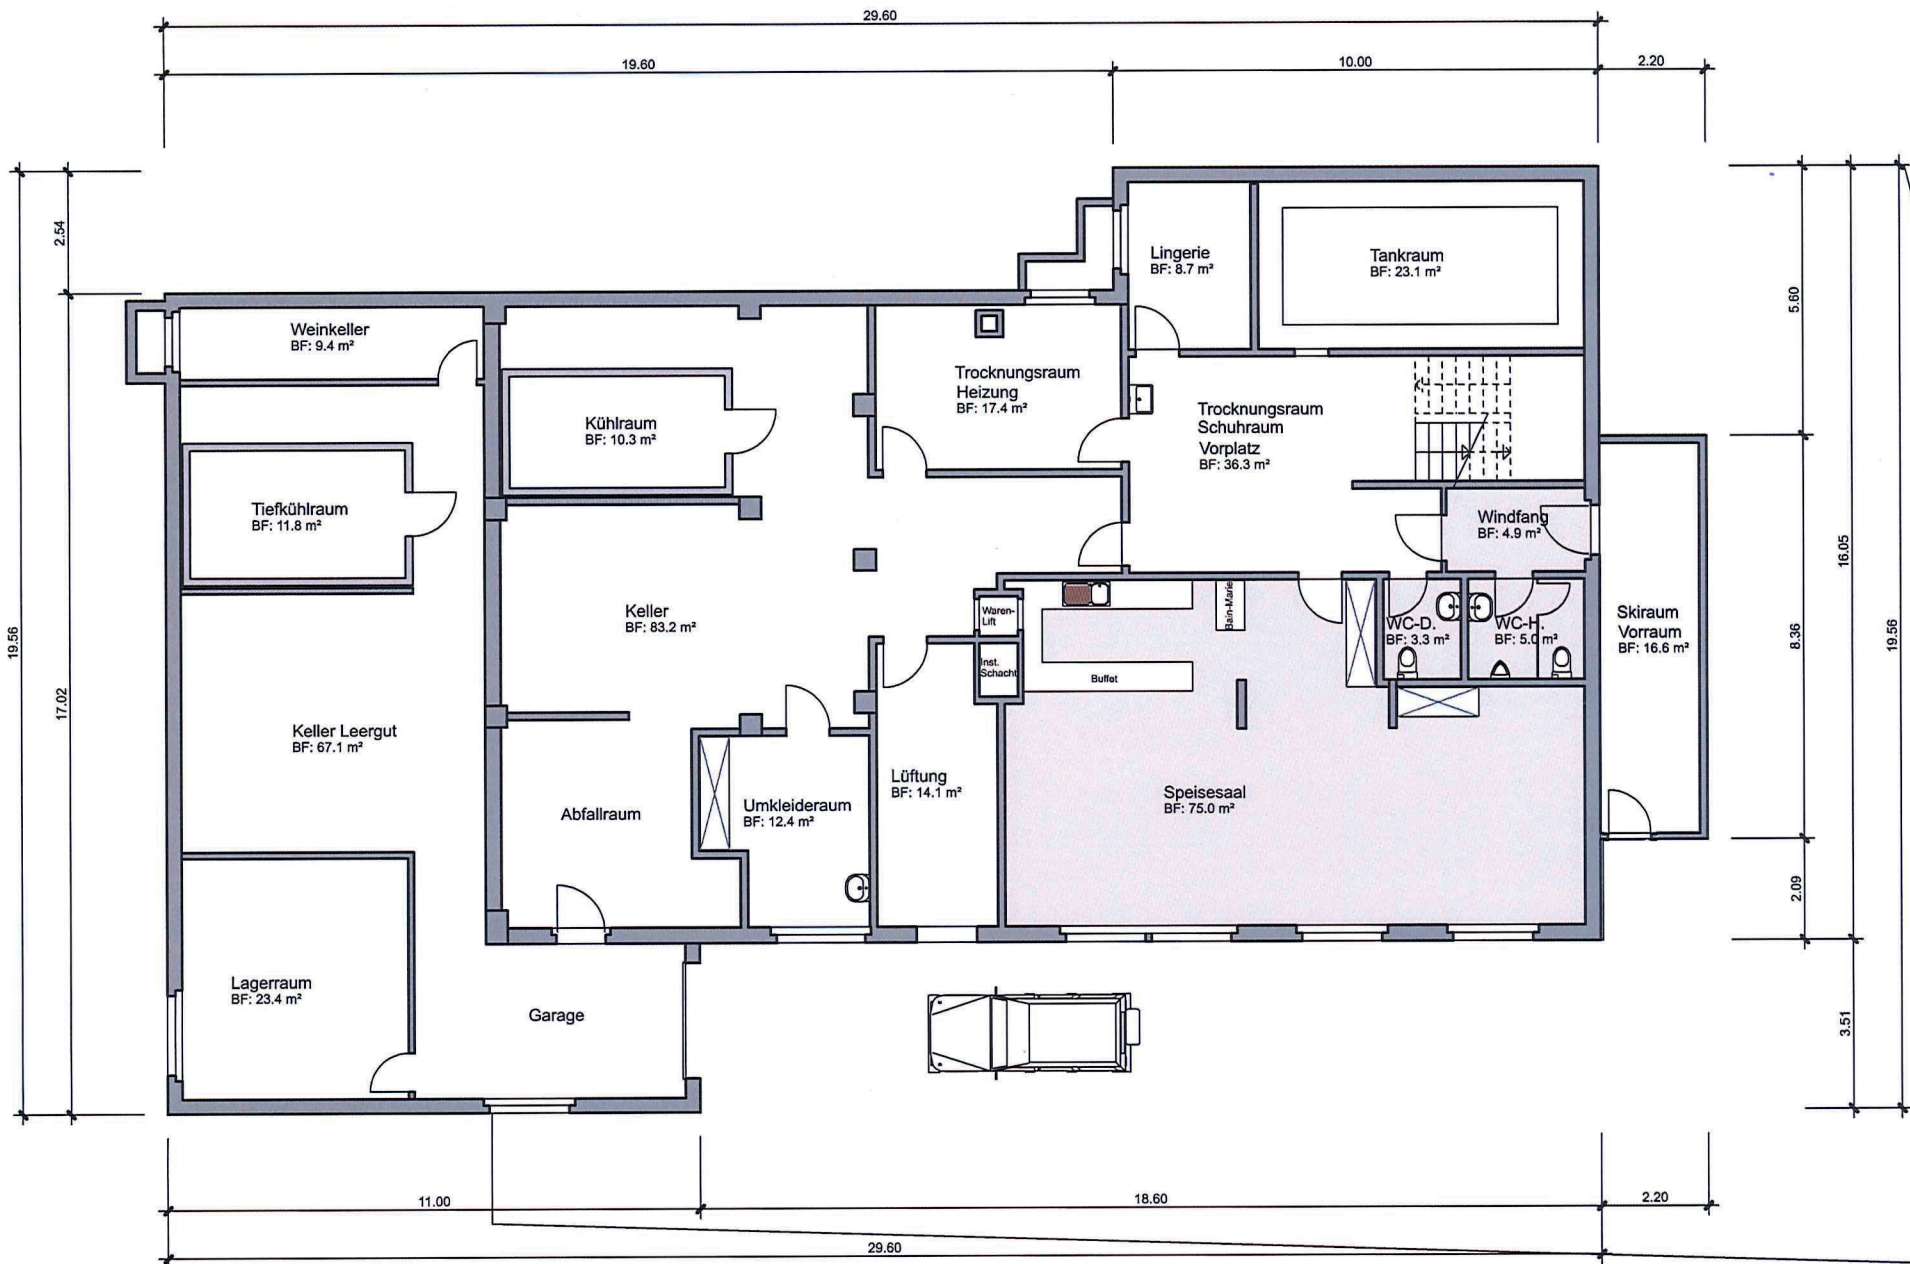 29.60
19.60
10.00
2.20
2.54
19.56
17.02
5.60
16.05
19.56
8.36
2.09
3.51
Lingerie
BF: 8.7 m²
Tankraum
BF: 23.1 m²
Weinkeller
BF: 9.4 m²
Trocknungsraum
Heizung
BF: 17.4 m²
Kühlraum
BF: 10.3 m²
Trocknungsraum
Schuhraum
Vorplatz
BF: 36.3 m²
Tiefkühlraum
BF: 11.8 m²
Windfang
BF: 4.9 m²
Keller
BF: 83.2 m²
Waren-
Lift
Bain-Marie
WC-D.
BF: 3.3 m²
WC-H.
BF: 5.0 m²
Skiraum
Vorraum
BF: 16.6 m²
Inst.
Schacht
Buffet
Keller Leergut
BF: 67.1 m²
Lüftung
BF: 14.1 m²
Speisesaal
BF: 75.0 m²
Abfallraum
Umkleideraum
BF: 12.4 m²
Lagerraum
BF: 23.4 m²
Garage
11.00
18.60
2.20
29.60